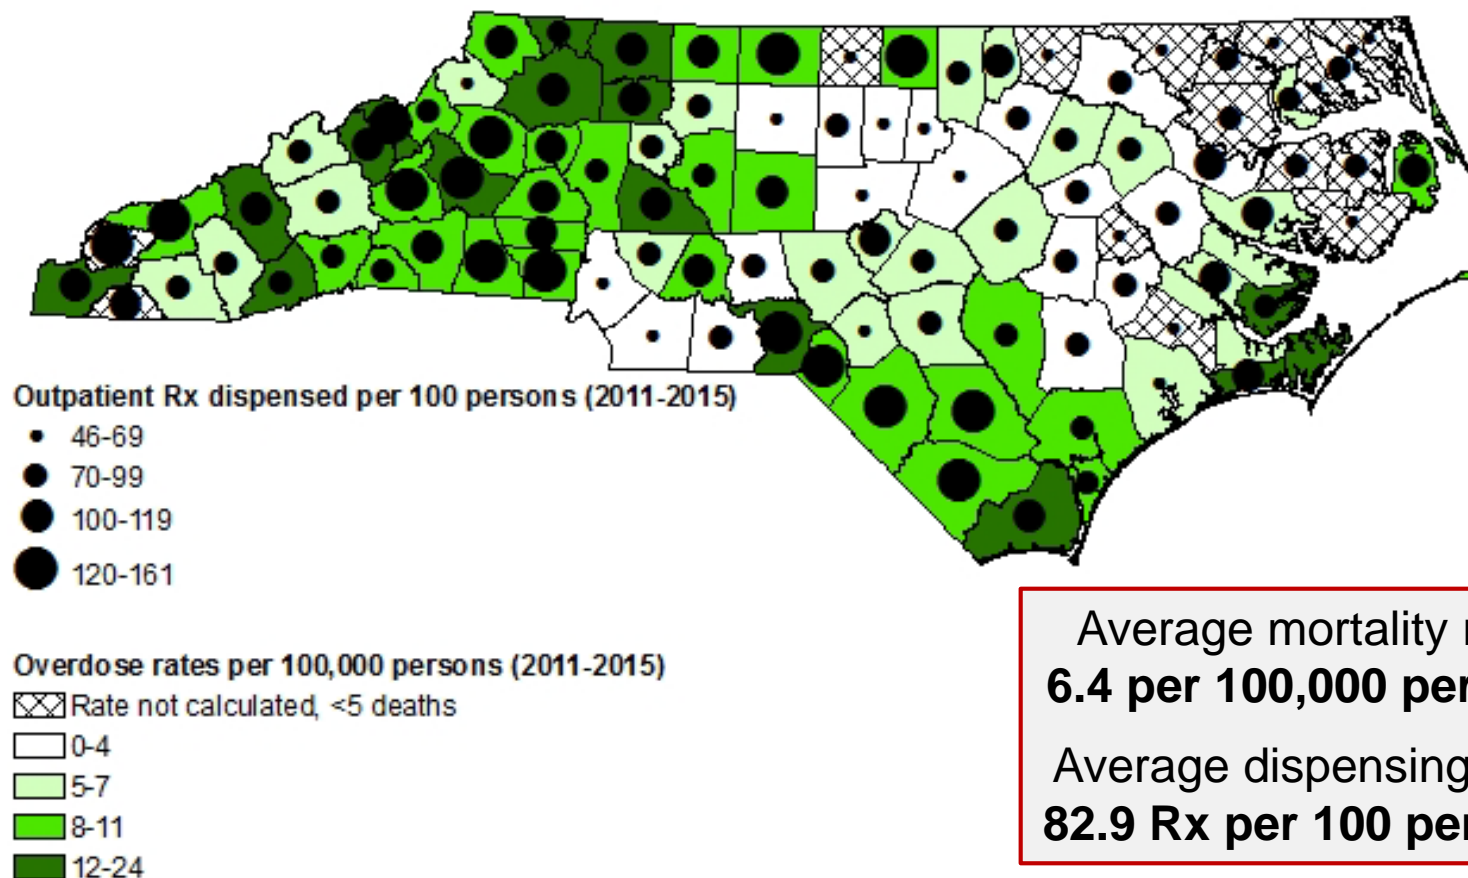 Outpatient Rx dispensed per 100 persons (2011-2015)
46-69
70-99
100-119
120-161
Overdose rates per 100,000 persons (2011-2015)
Rate not calculated, <5 deaths
0-4
5-7
8-11
12-24
Average mortality
6.4 per 100,000
Average dispensing
82.9 Rx per 100